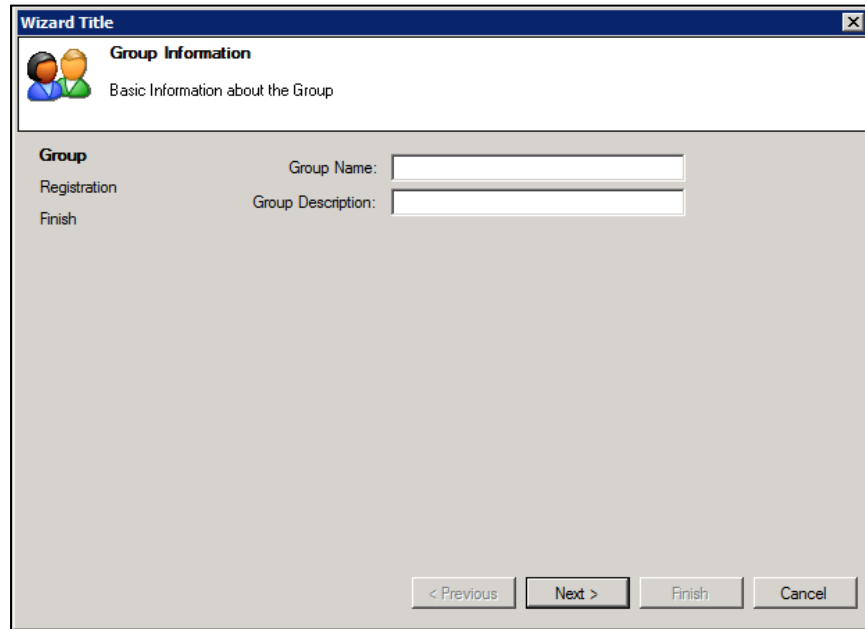 Wizard Title
Group Information
Basic Information about the Group
Group
Registration
Finish
Group Name:
Group Description:
< Previous
Next >
Finish
Cancel